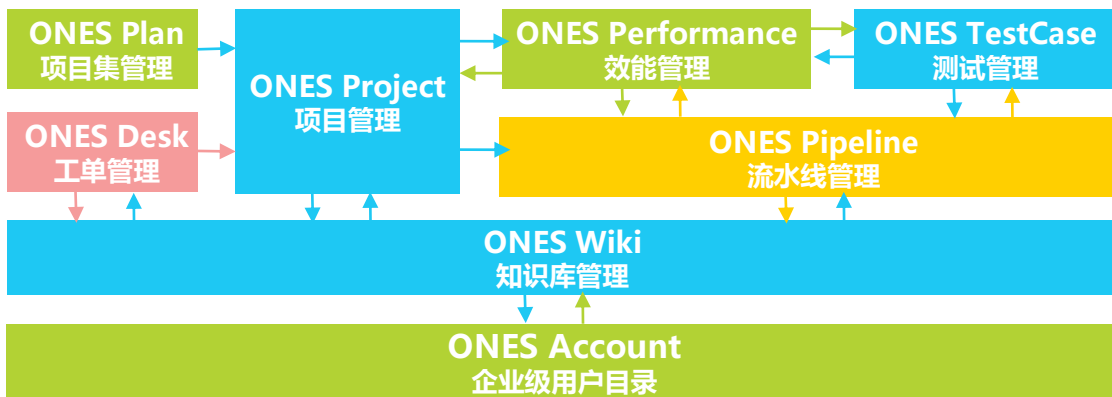 ONES Plan
项目集管理
ONES Desk
工单管理
ONES Project
项目管理
ONES Performance
效能管理
ONES TestCase
测试管理
ONES Pipeline
流水线管理
ONES Wiki
知识库管理
ONES Account
企业级用户目录